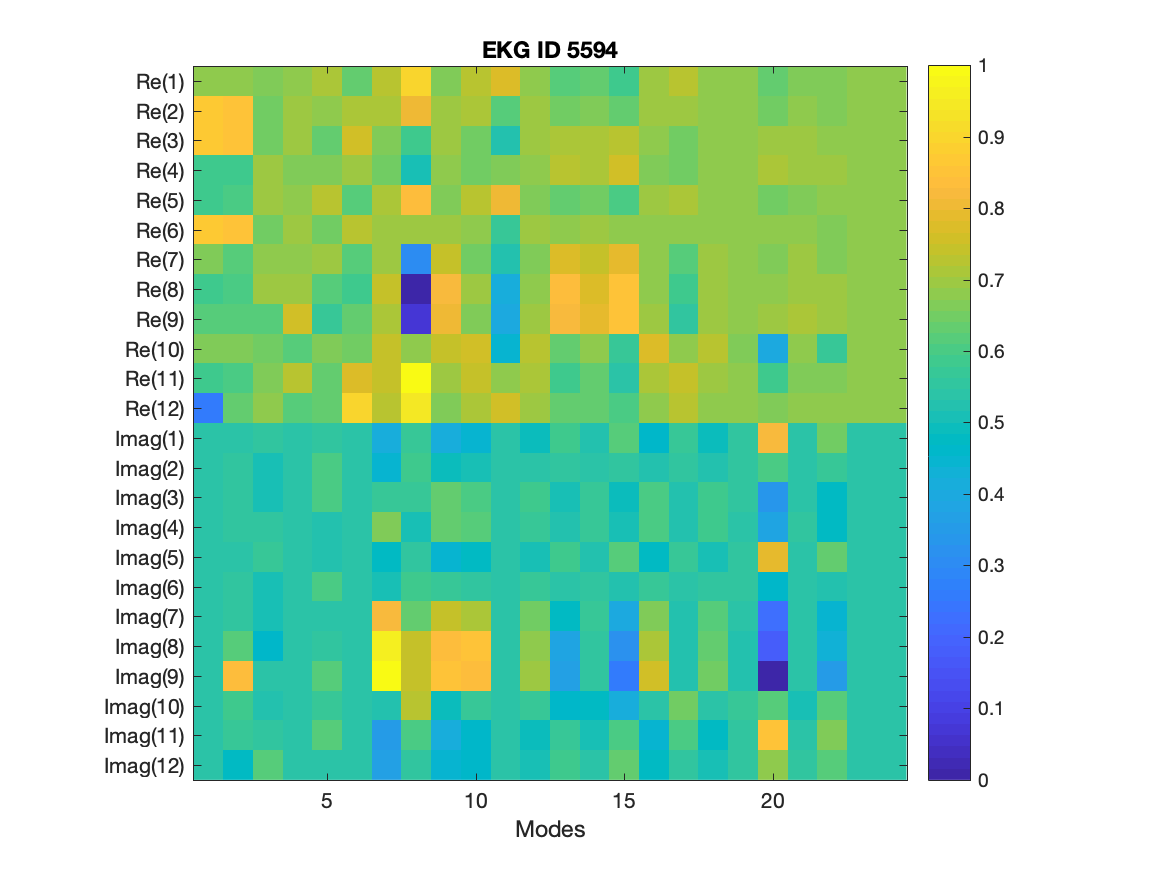 EKG ID 5594
Re(1)
Re(2)
Re(3)
Re(4)
Re(5)
Re(6)
Re(7)
Re(8)
Re(9)
Re(10)
Re(11)
Re(12)
Imag(1)
Imag(2)
Imag(3)
Imag(4)
Imag(5)
Imag(6)
Imag(7)
Imag(8)
Imag(9)
Imag(10)
Imag(11)
Imag(12)
5 10 15 20
Modes
1
0.9
0.8
0.7
0.6
0.5
0.4
0.3
0.2
0.1
0